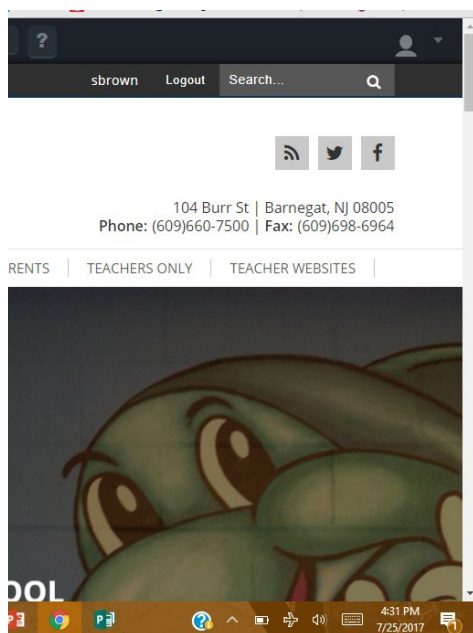 ?
sbrown Logout Search...
f
104 Burr St | Barnegat, NJ 08005
Phone: (609)660-7500 | Fax: (609)698-6964
RENTS | TEACHERS ONLY | TEACHER WEBSITES |
OOL
4:31 PM
7/25/2017